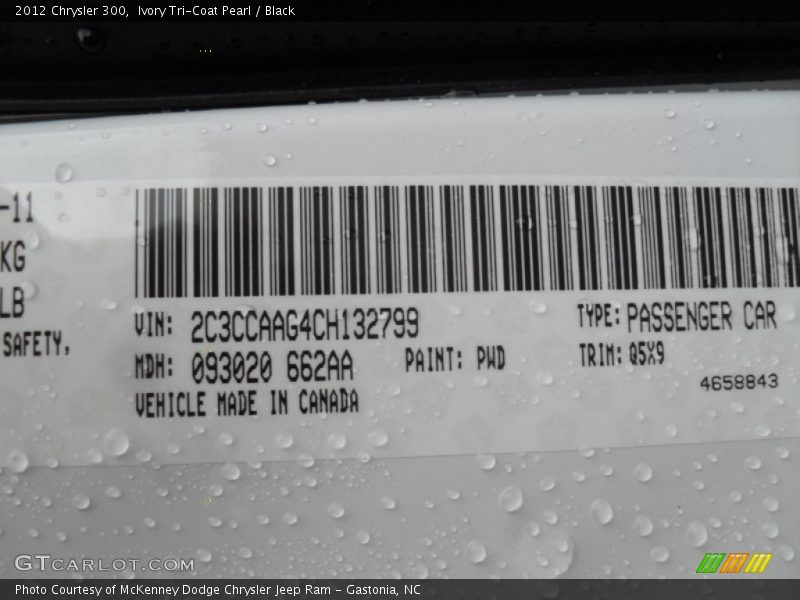 2012 Chrysler 300,  Ivory Tri-Coat Pearl / Black
-11
KG
LB
SAFETY,
VIN: 2C3CCAAG4CH132799
TYPE: PASSENGER CAR
MDH: 093020 662AA
PAINT: PWD
TRIM: Q5X9
VEHICLE MADE IN CANADA
4658843
GTCARLOT.COM
Photo Courtesy of McKenney Dodge Chrysler Jeep Ram - Gastonia, NC